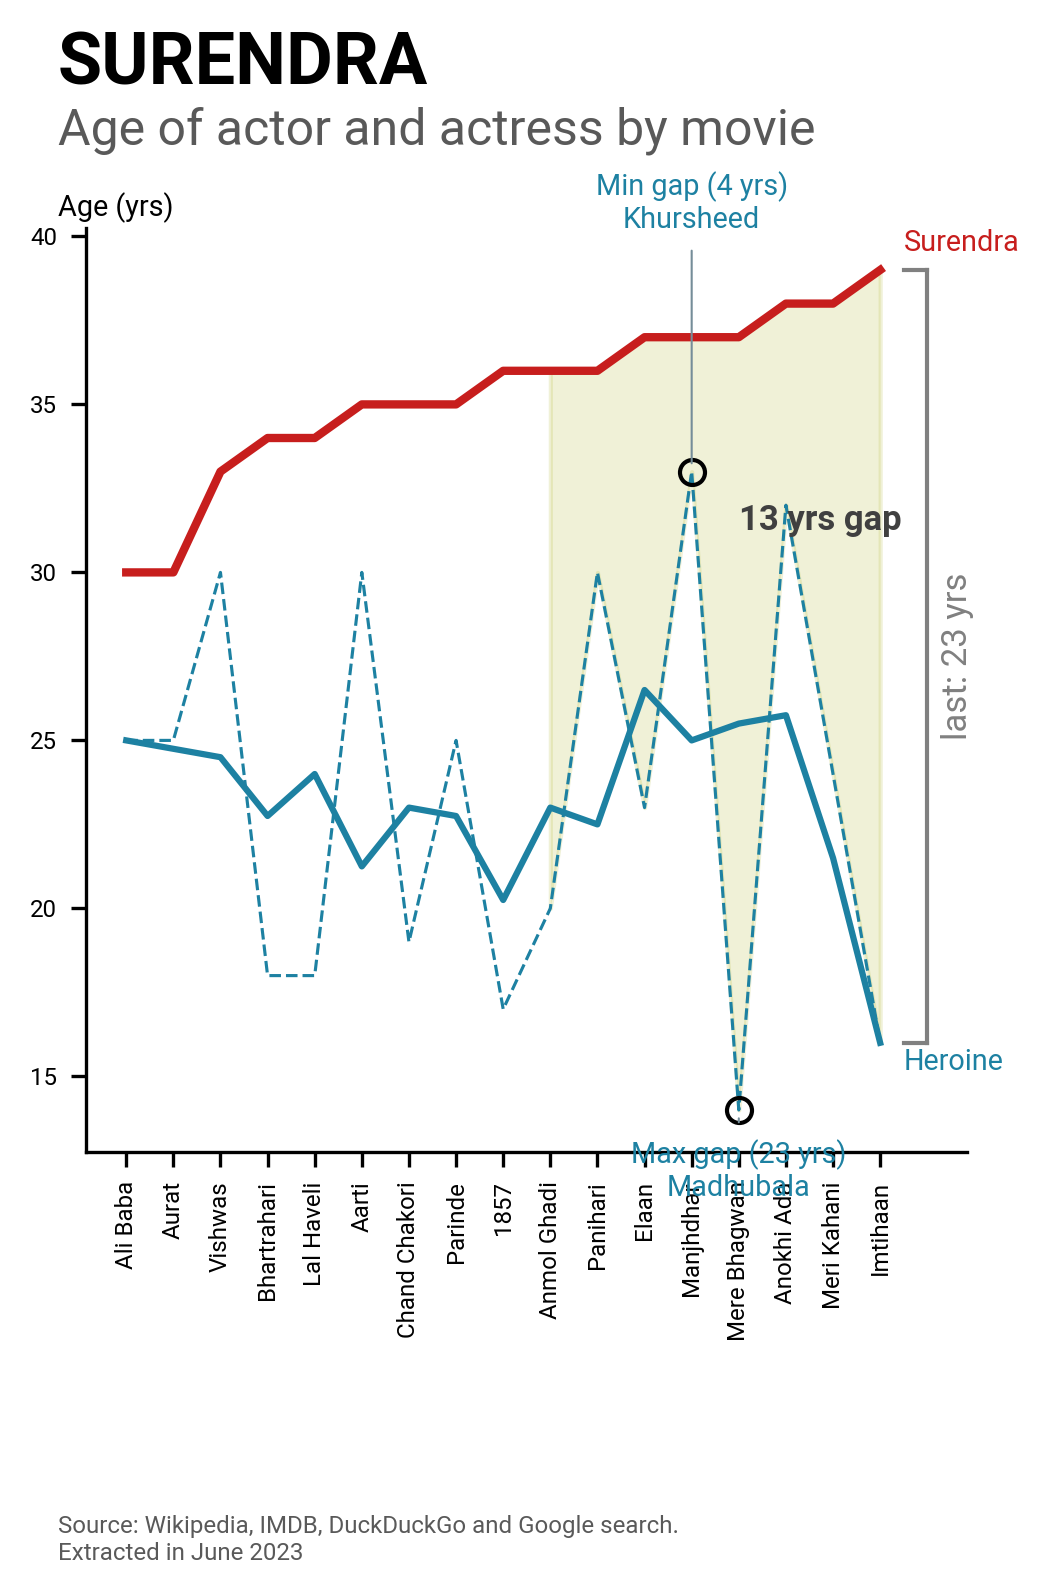 SURENDRA
Age of actor and actress by movie
Min gap (4 yrs)
Khursheed
Age (yrs)
40
35
30
25
20
15
Surendra
13 yrs gap
last: 23 yrs
Heroine
Max gap (23 yrs)
Madhubala
Ali Baba
Aurat
Vishwas
Bhartrahari
Lal Haveli
Aarti
Chand Chakori
Parinde
1857
Anmol Ghadi
Panihari
Elaan
Manjhdhar
Mere Bhagwan
Anokhi Ada
Meri Kahani
Imtihaan
Source: Wikipedia, IMDB, DuckDuckGo and Google search.
Extracted in June 2023